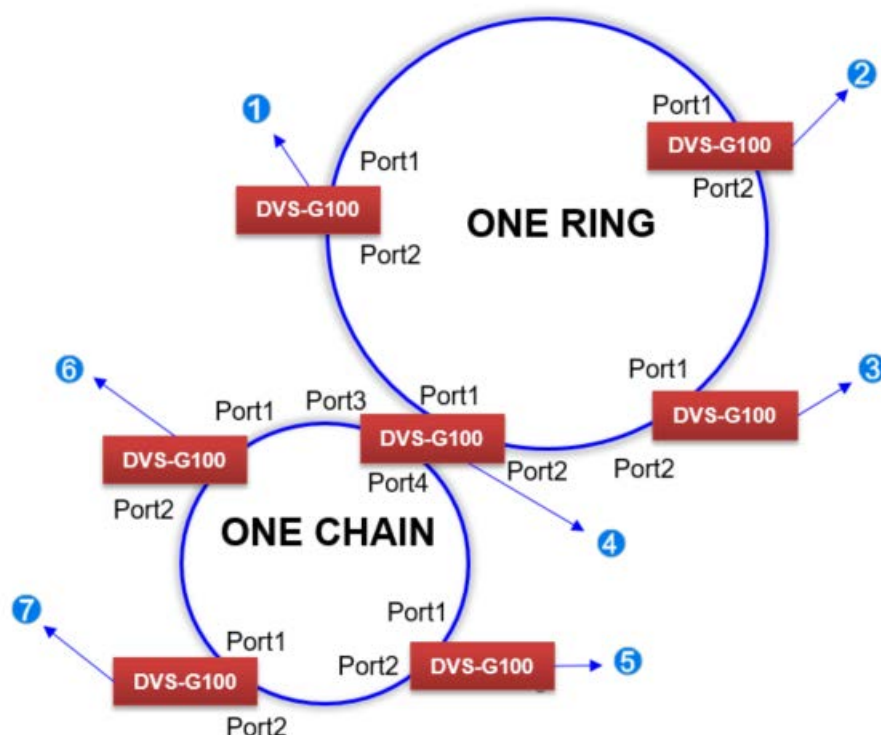 1
2
Port1
DVS-G100
Port1
Port2
DVS-G100
ONE RING
Port2
6
3
Port1
Port1
Port3
Port1
DVS-G100
DVS-G100
DVS-G100
Port2
Port2
Port4
Port2
ONE CHAIN
4
7
Port1
Port1
Port2
DVS-G100
5
DVS-G100
Port2